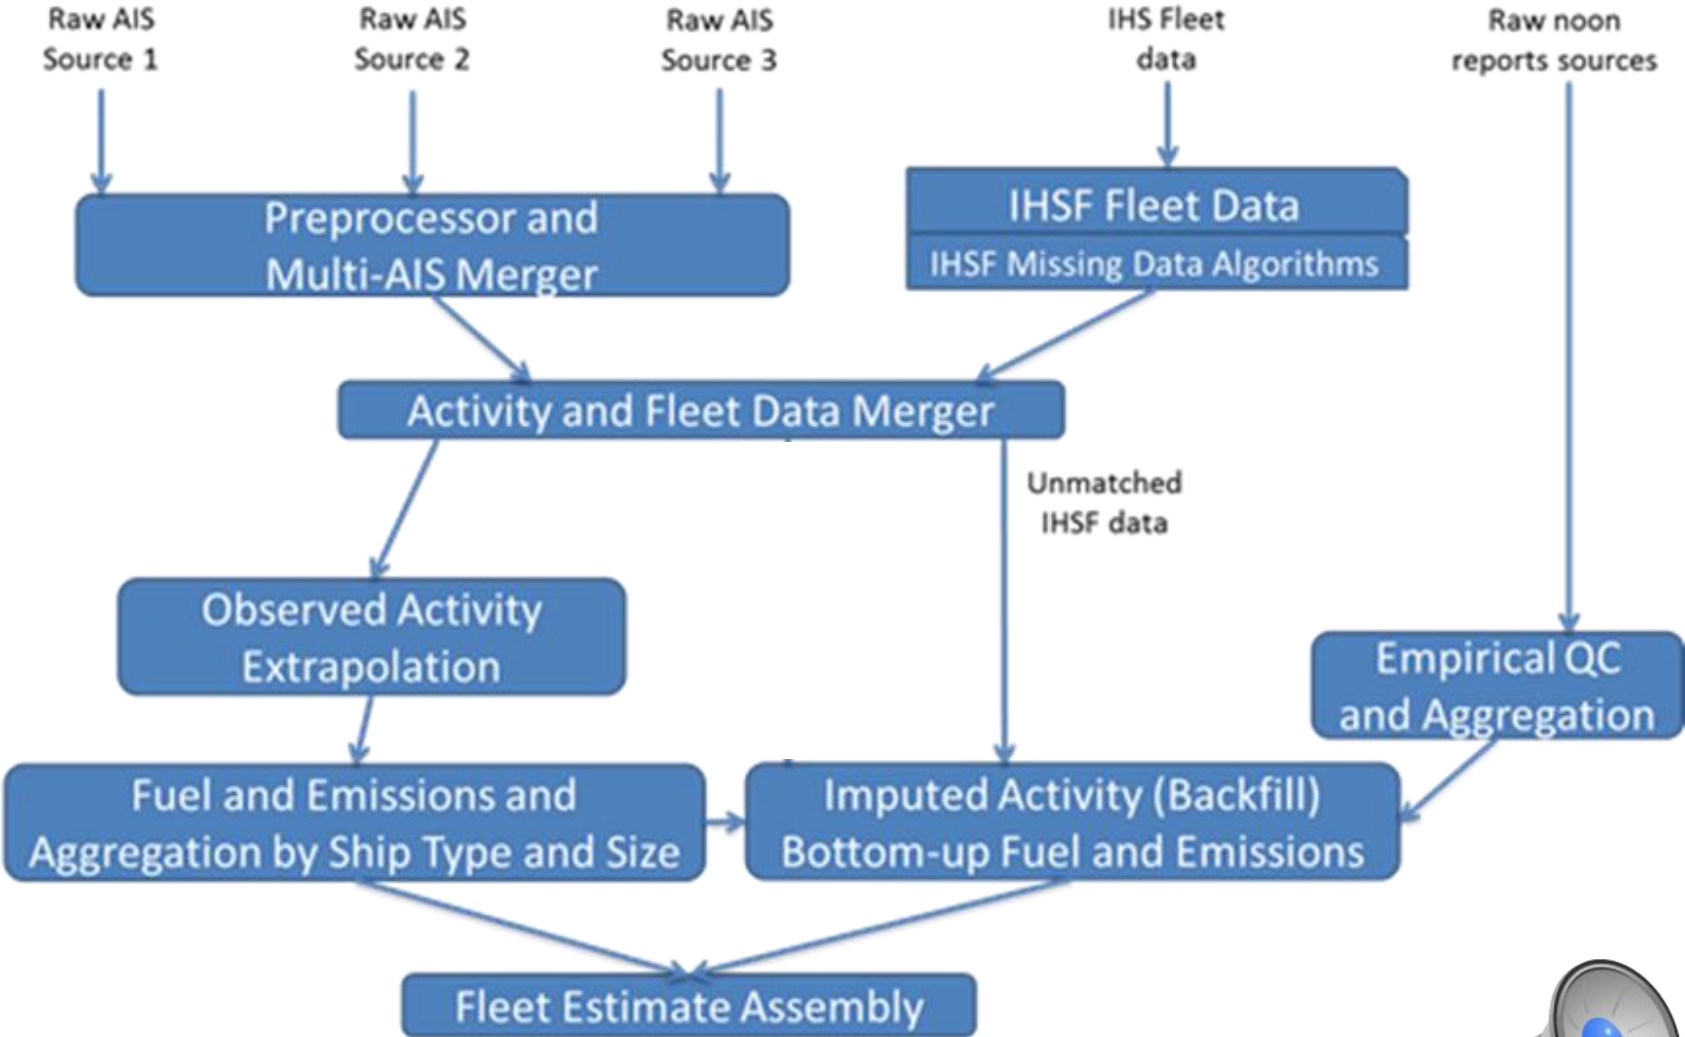 Raw AIS
Source 1
Raw AIS
Source 2
Raw AIS
Source 3
IHS Fleet
data
Raw noon
reports sources
Preprocessor and
Multi-AIS Merger
IHSF Fleet Data
IHSF Missing Data Algorithms
Activity and Fleet Data Merger
Unmatched
IHSF data
Observed Activity
Extrapolation
Empirical QC
and Aggregation
Fuel and Emissions and
Aggregation by Ship Type and Size
Imputed Activity (Backfill)
Bottom-up Fuel and Emissions
Fleet Estimate Assembly